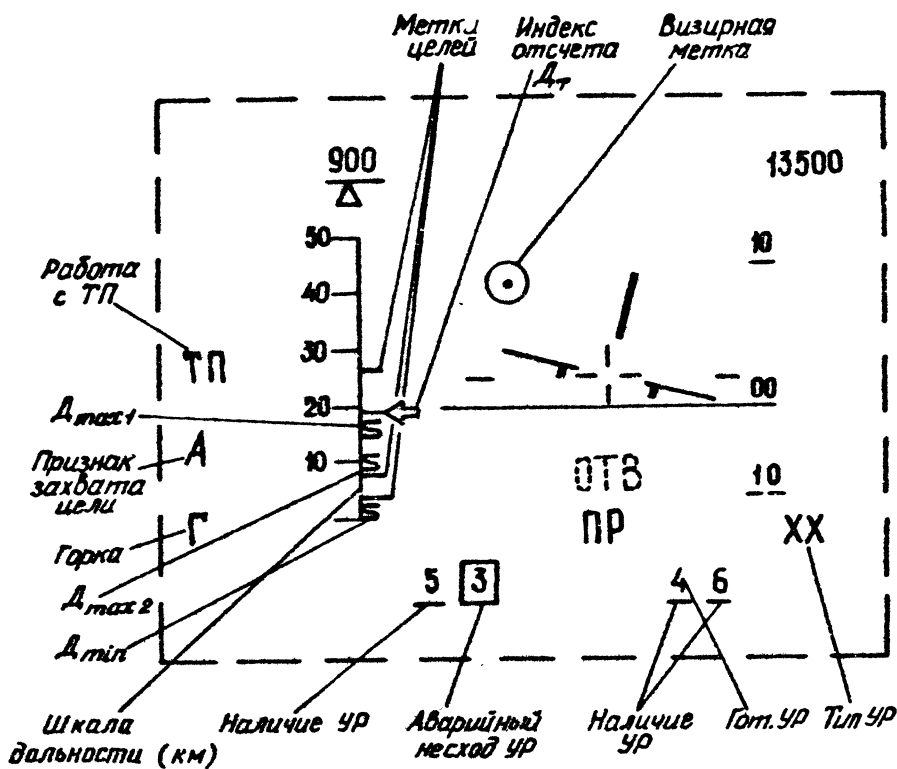 Метки
целей
Индекс
отсчета
Дт
Визирная
метка
900
13500
50
10
Работа
с ТП
40
30
ТП
00
Дmax1
20
Признак
захвата
цели
А
10
ОТВ
10
Горка
Г
ПР
ХХ
Дmax2
5
3
4
6
Дmin
Шкала
дальности (км)
Наличие УР
Аварийный
несход УР
Наличие
УР
Гот. УР
Тип УР